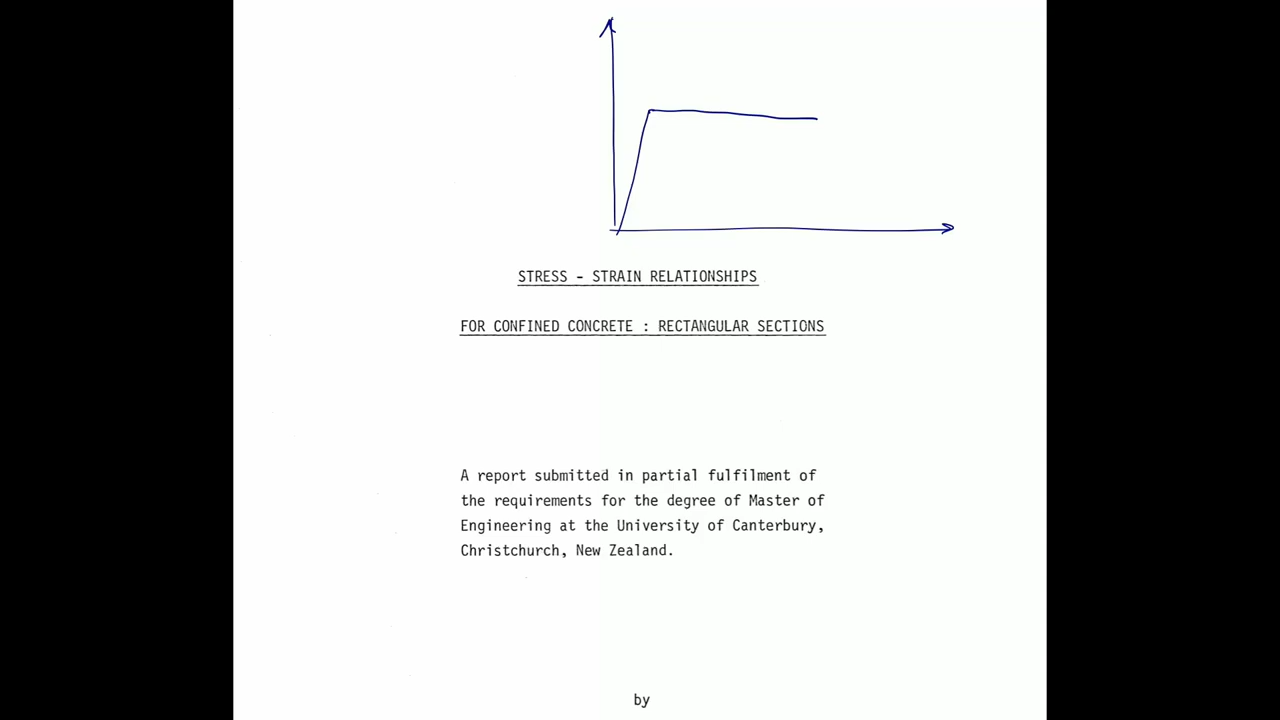 STRESS - STRAIN RELATIONSHIPS
FOR CONFINED CONCRETE : RECTANGULAR SECTIONS
A report submitted in partial fulfilment of
the requirements for the degree of Master of
Engineering at the University of Canterbury,
Christchurch, New Zealand.
by